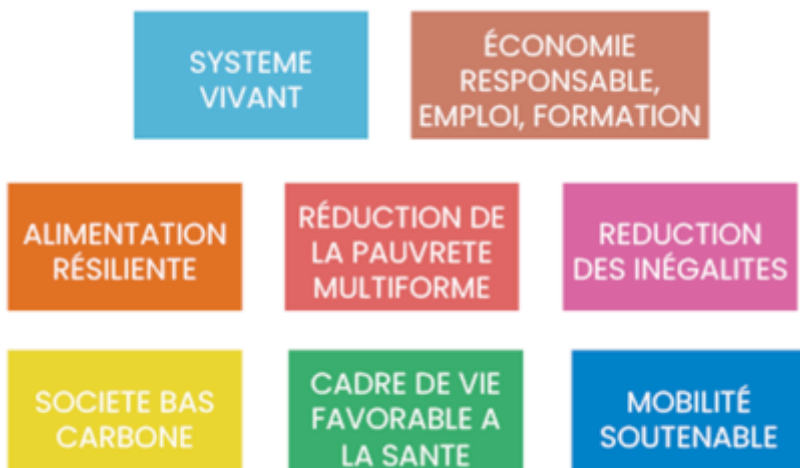 SYSTEME
VIVANT
ÉCONOMIE
RESPONSABLE,
EMPLOI, FORMATION
ALIMENTATION
RÉSILIENTE
RÉDUCTION DE
LA PAUVRETE
MULTIFORME
REDUCTION
DES INÉGALITES
SOCIETE BAS
CARBONE
CADRE DE VIE
FAVORABLE A
LA SANTE
MOBILITÉ
SOUTENABLE